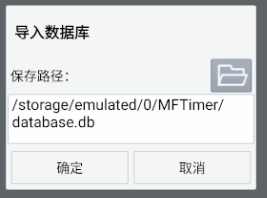 导入数据库
保存路径：
/storage/emulated/0/MFTimer/
database.db
确定
取消